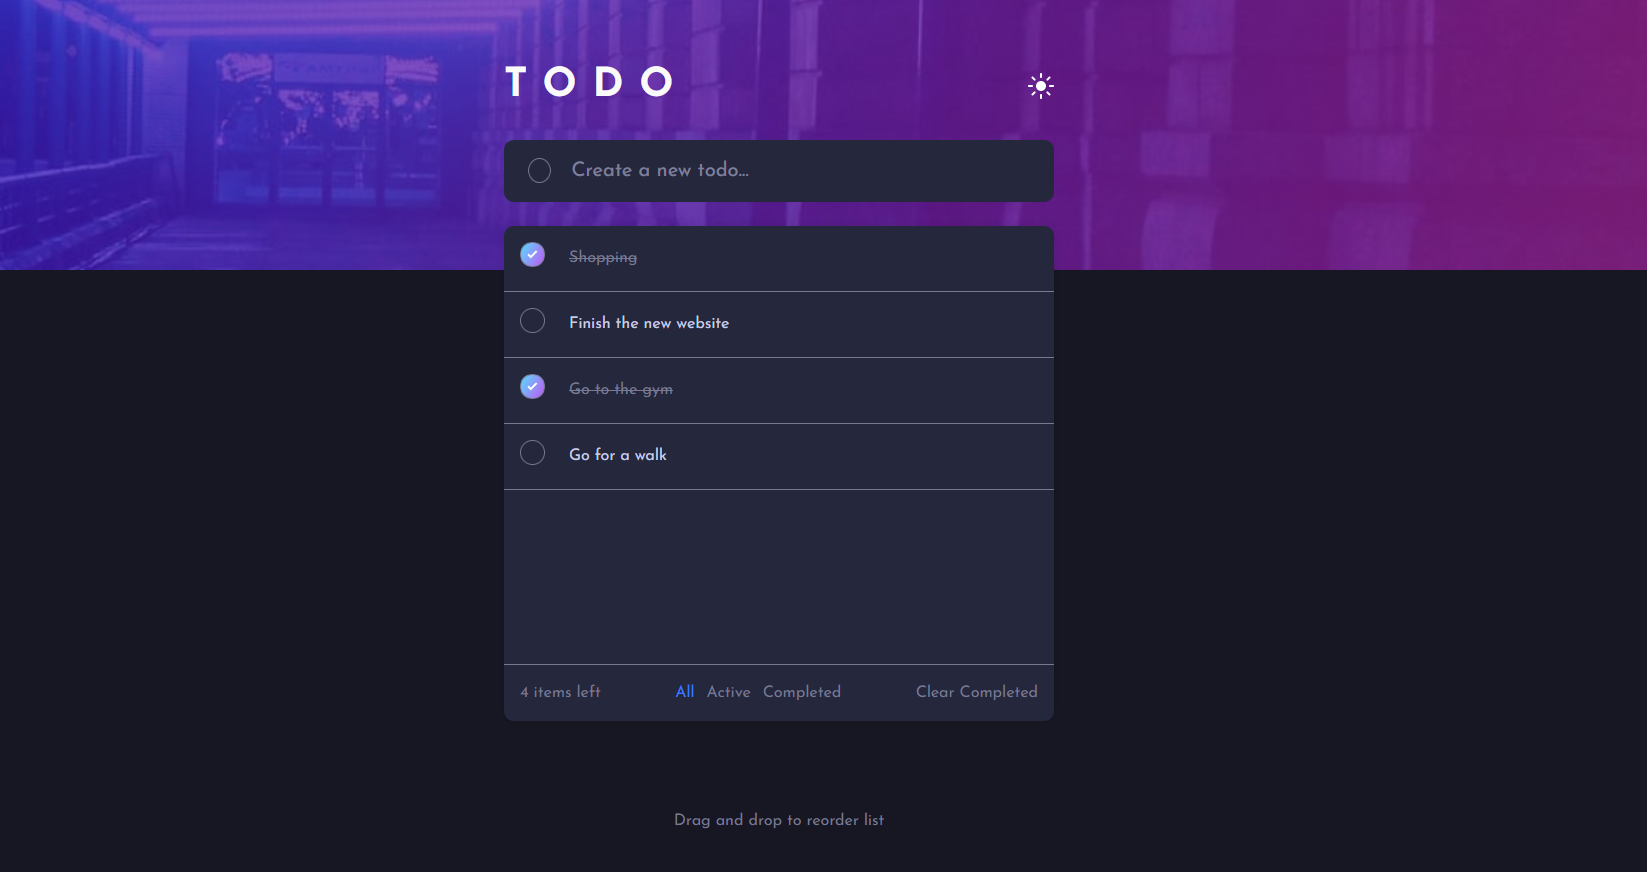 TODO
Create a new todo...
Shopping
Finish the new website
Go to the gym
Go for a walk
4 items left
All Active Completed
Clear Completed
Drag and drop to reorder list